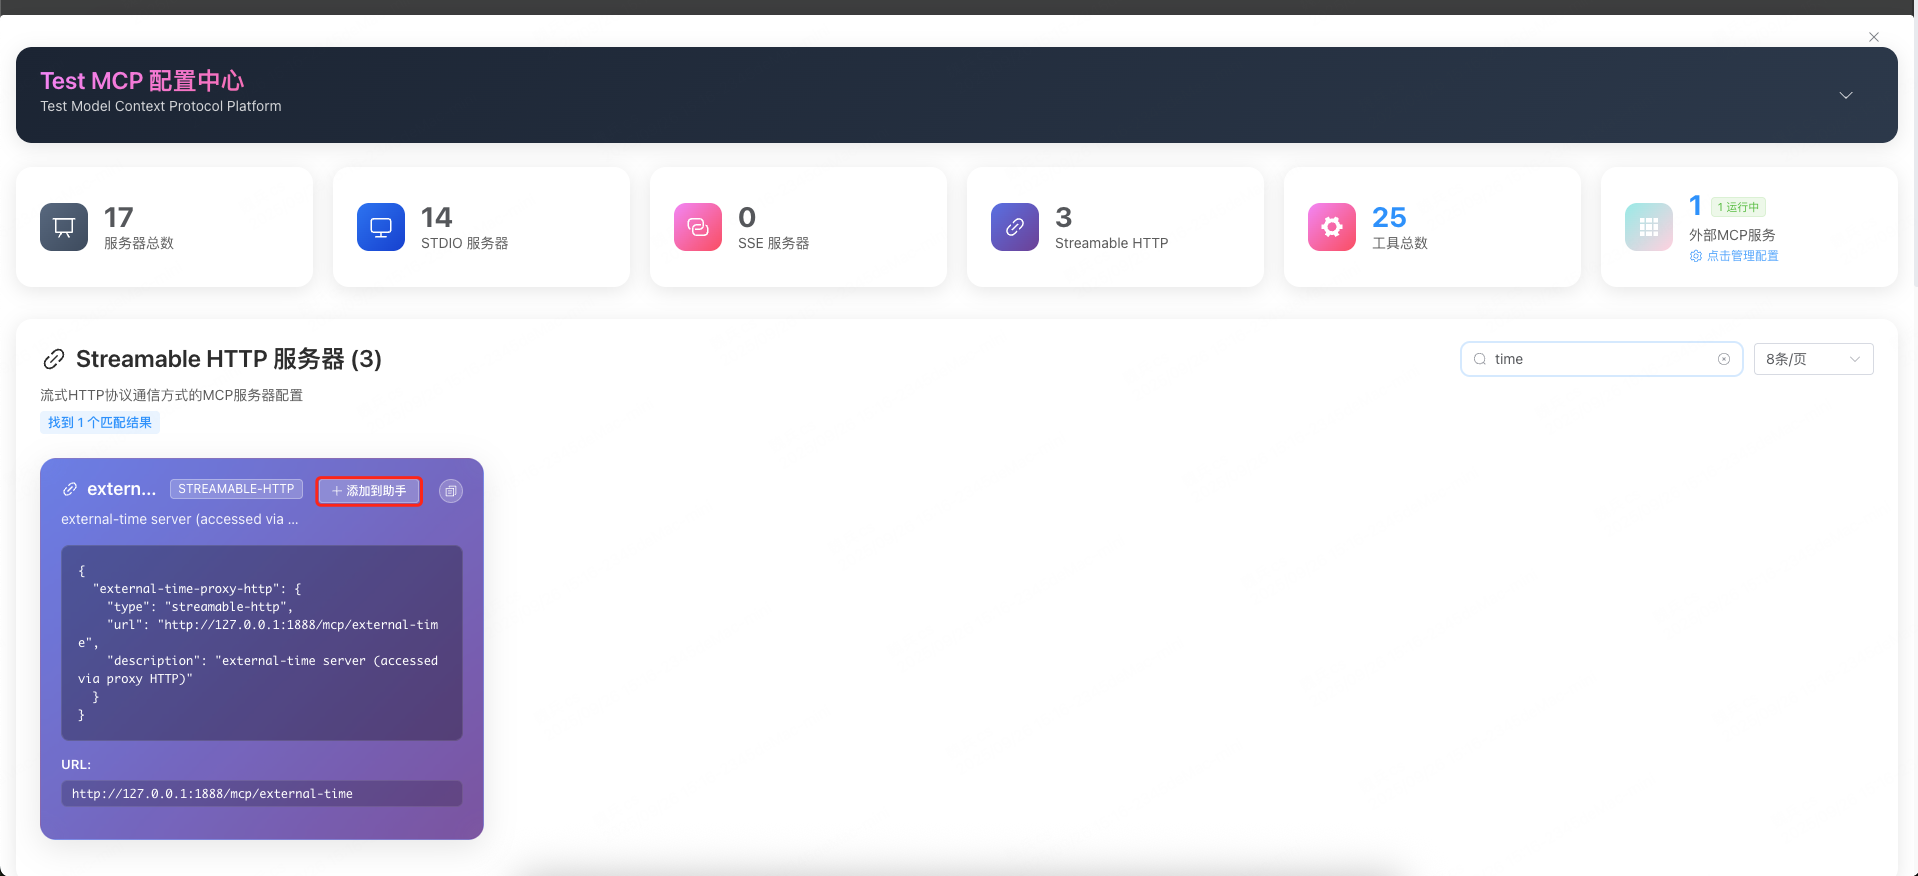 Test MCP 配置中心
Test Model Context Protocol Platform
17
服务器总数
14
STDIO 服务器
0
SSE 服务器
3
Streamable HTTP
25
工具总数
1 1 运行中
外部MCP服务
点击管理配置
Streamable HTTP 服务器 (3)
time
8条/页
流式HTTP协议通信方式的MCP服务器配置
找到 1 个匹配结果
extern... STREAMABLE-HTTP + 添加到助手
external-time server (accessed via ...
{
"external-time-proxy-http": {
"type": "streamable-http",
"url": "http://127.0.0.1:1888/mcp/external-tim
e",
"description": "external-time server (accessed
via proxy HTTP)"
}
}
URL:
http://127.0.0.1:1888/mcp/external-time